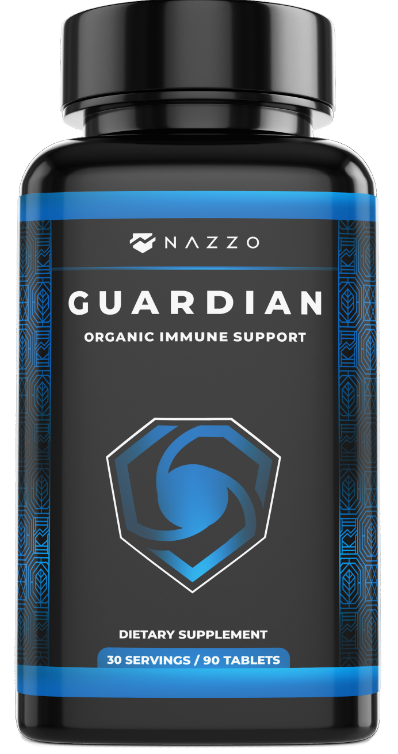 NAZZO
GUARDIAN
ORGANIC IMMUNE SUPPORT
DIETARY SUPPLEMENT
30 SERVINGS / 90 TABLETS